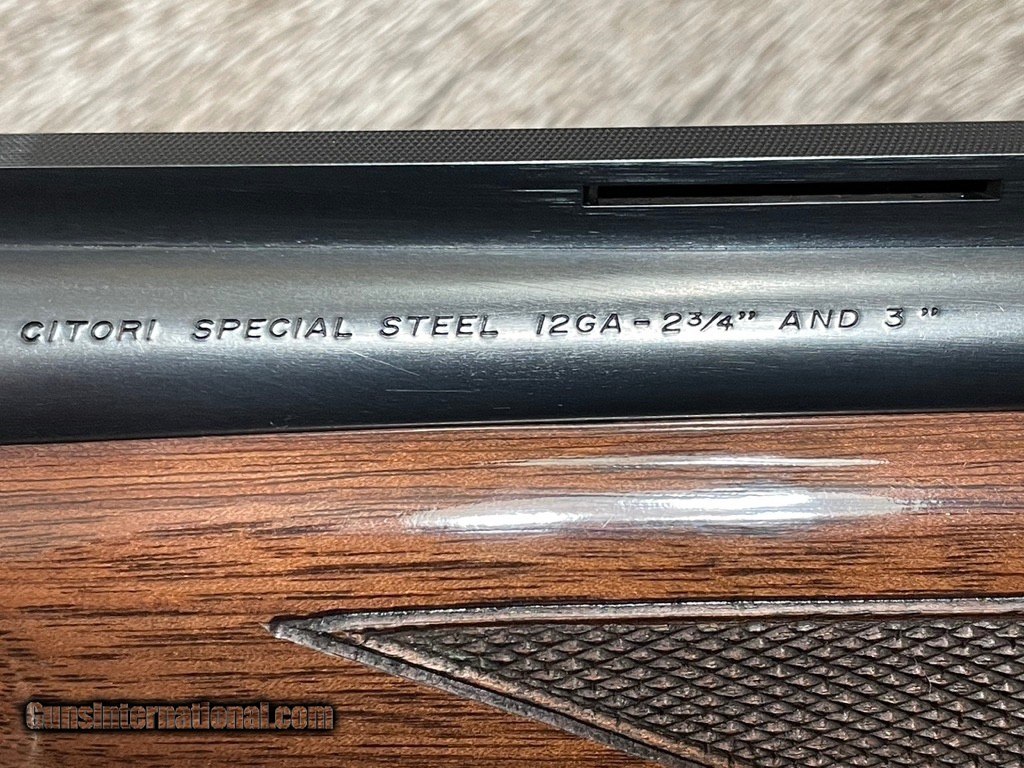 CITORI SPECIAL STEEL 12GA-2¾" AND 3"
GunsInternational.com